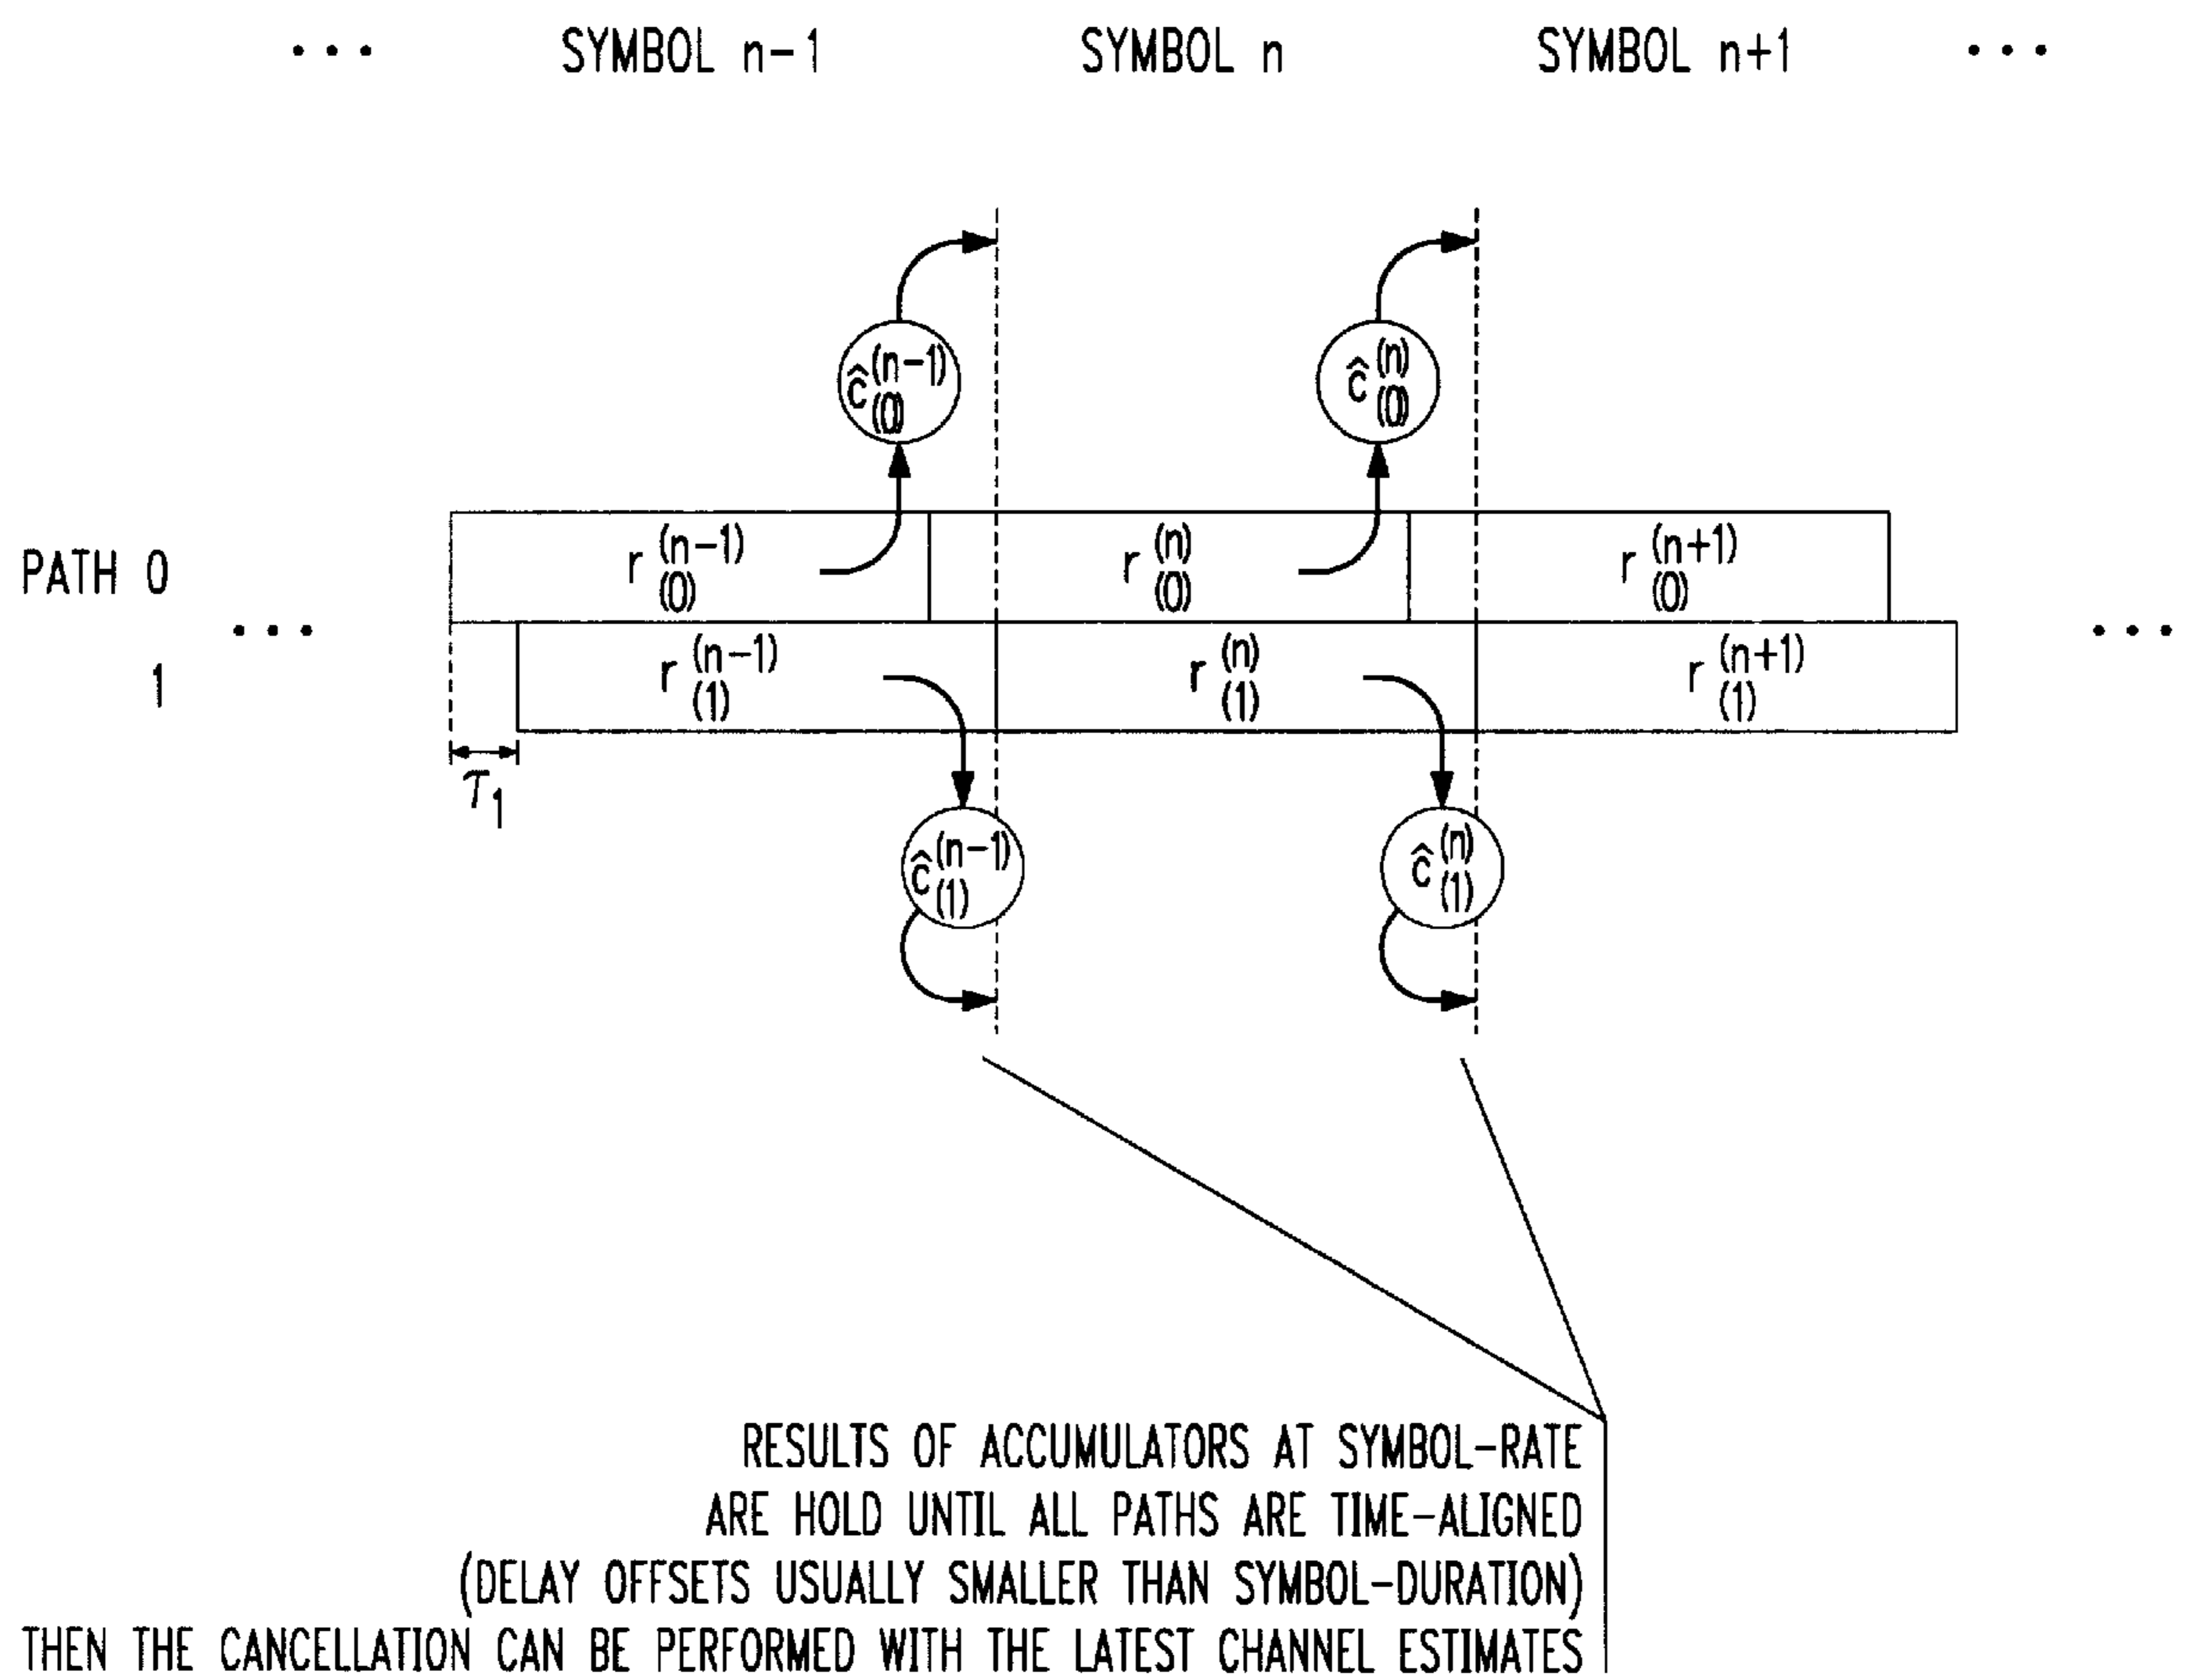 ... SYMBOL n-1 SYMBOL n SYMBOL n+1 ...
ĉ(n-1)(0) ĉ(n)(0)
PATH 0 r(n-1)(0) r(n)(0) r(n+1)(0)
... ...
1 r(n-1)(1) r(n)(1) r(n+1)(1)
τ1
ĉ(n-1)(1) ĉ(n)(1)
RESULTS OF ACCUMULATORS AT SYMBOL-RATE
ARE HOLD UNTIL ALL PATHS ARE TIME-ALIGNED
(DELAY OFFSETS USUALLY SMALLER THAN SYMBOL-DURATION)
THEN THE CANCELLATION CAN BE PERFORMED WITH THE LATEST CHANNEL ESTIMATES